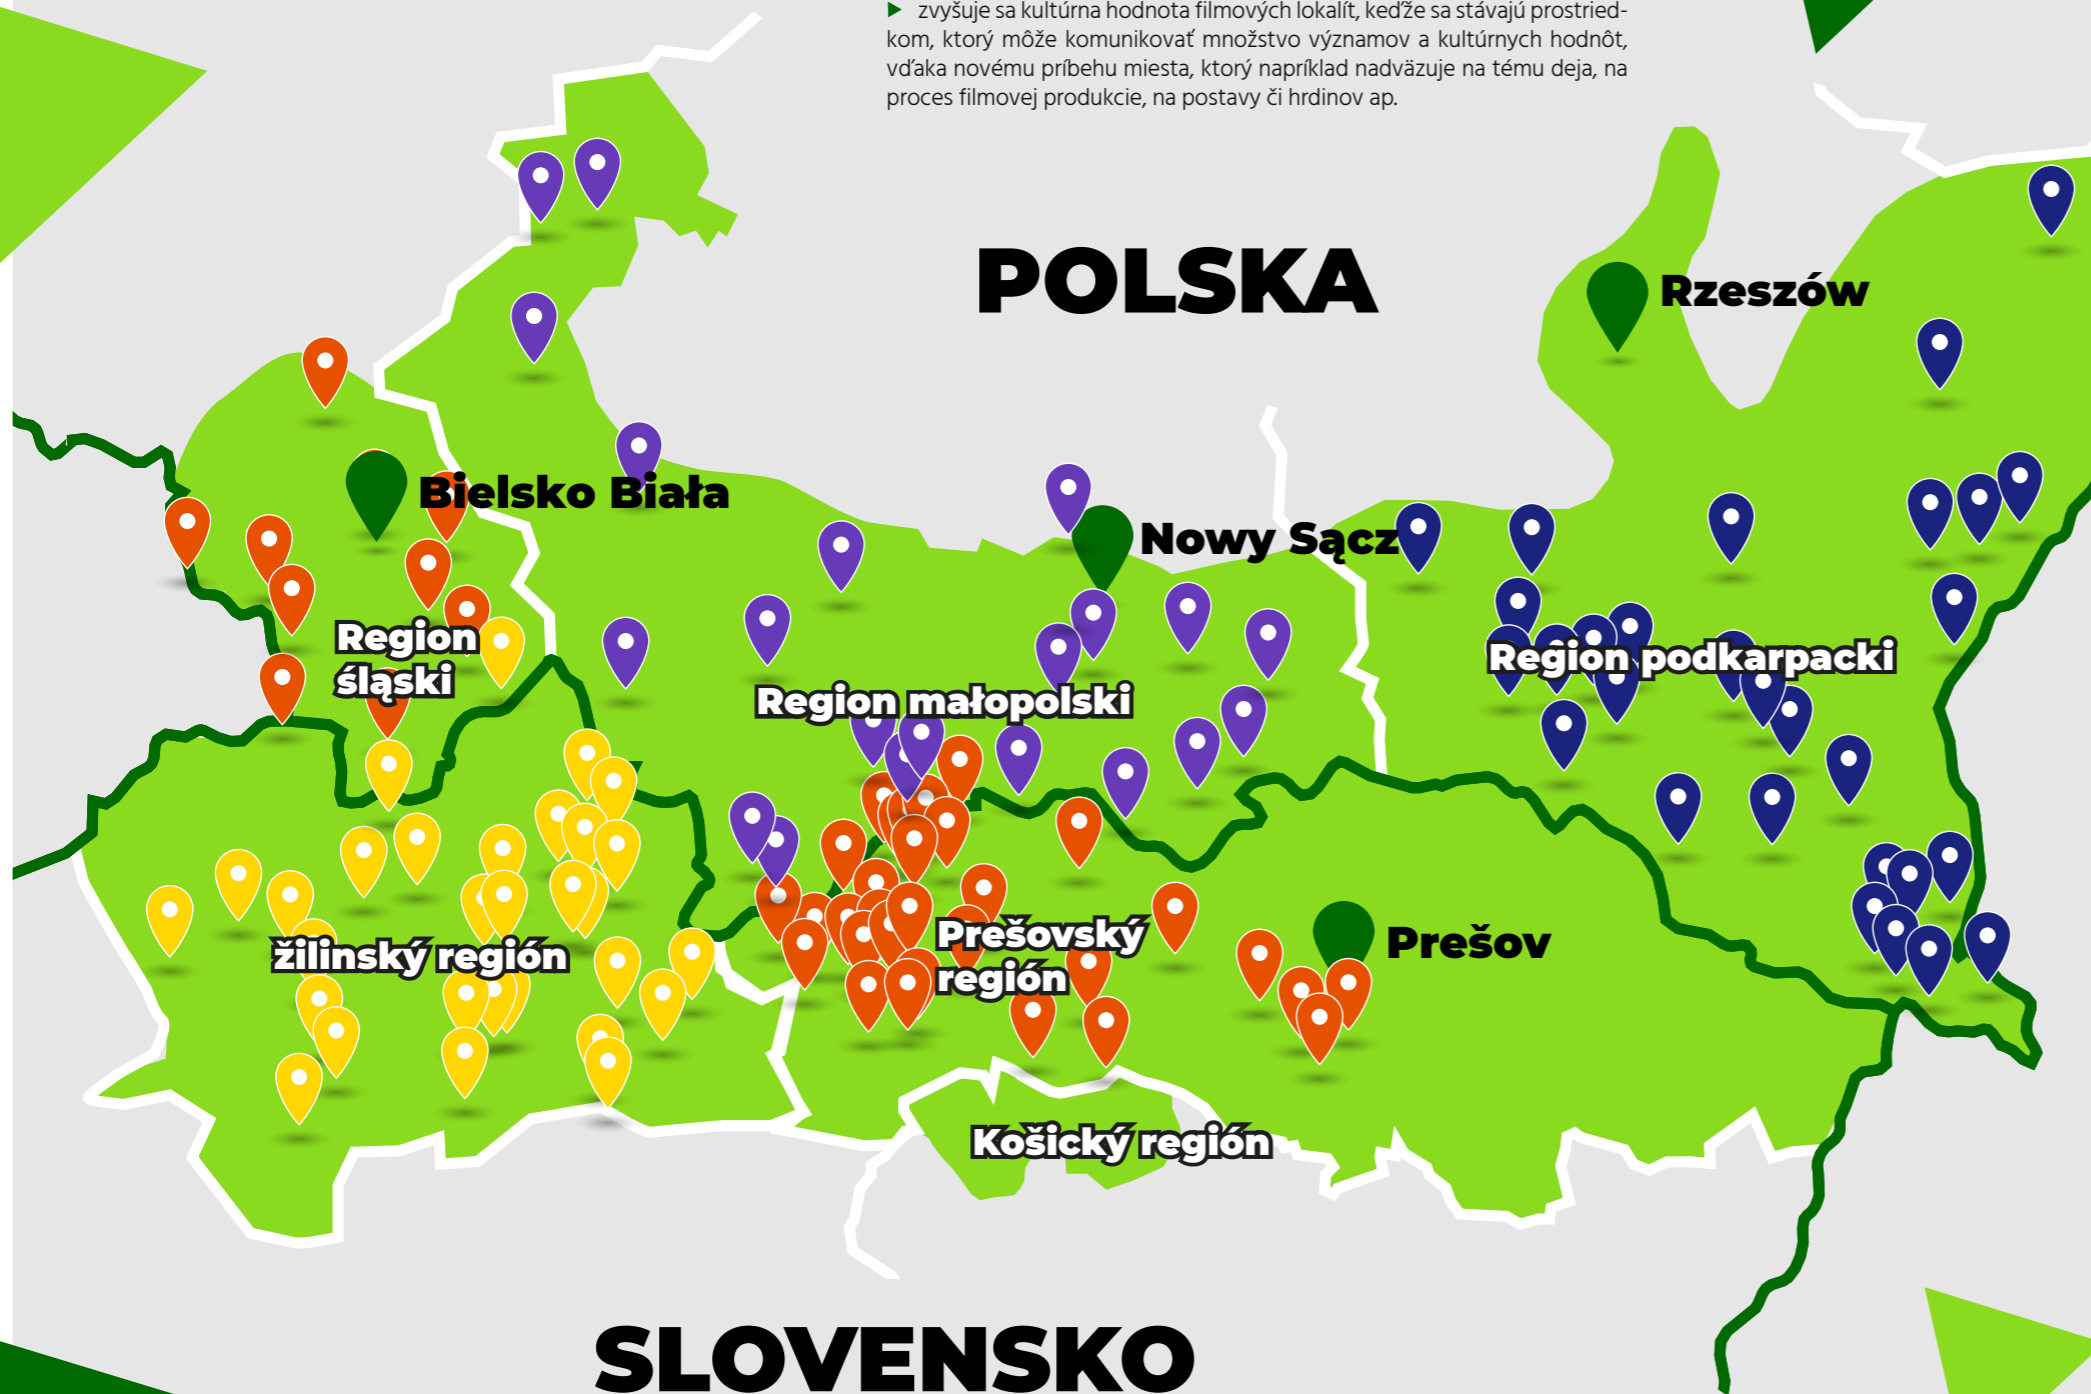 ▶ zvyšuje sa kultúrna hodnota filmových lokalít, keďže sa stávajú prostried-
kom, ktorý môže komunikovať množstvo významov a kultúrnych hodnôt,
vďaka novému príbehu miesta, ktorý napríklad nadväzuje na tému deja, na
proces filmovej produkcie, na postavy či hrdinov ap.
POLSKA
Rzeszów
Bielsko Biała
Nowy Sącz
Region
śląski
Region podkarpacki
Region małopolski
žilinský región
Prešovský
región
Prešov
Košický región
SLOVENSKO